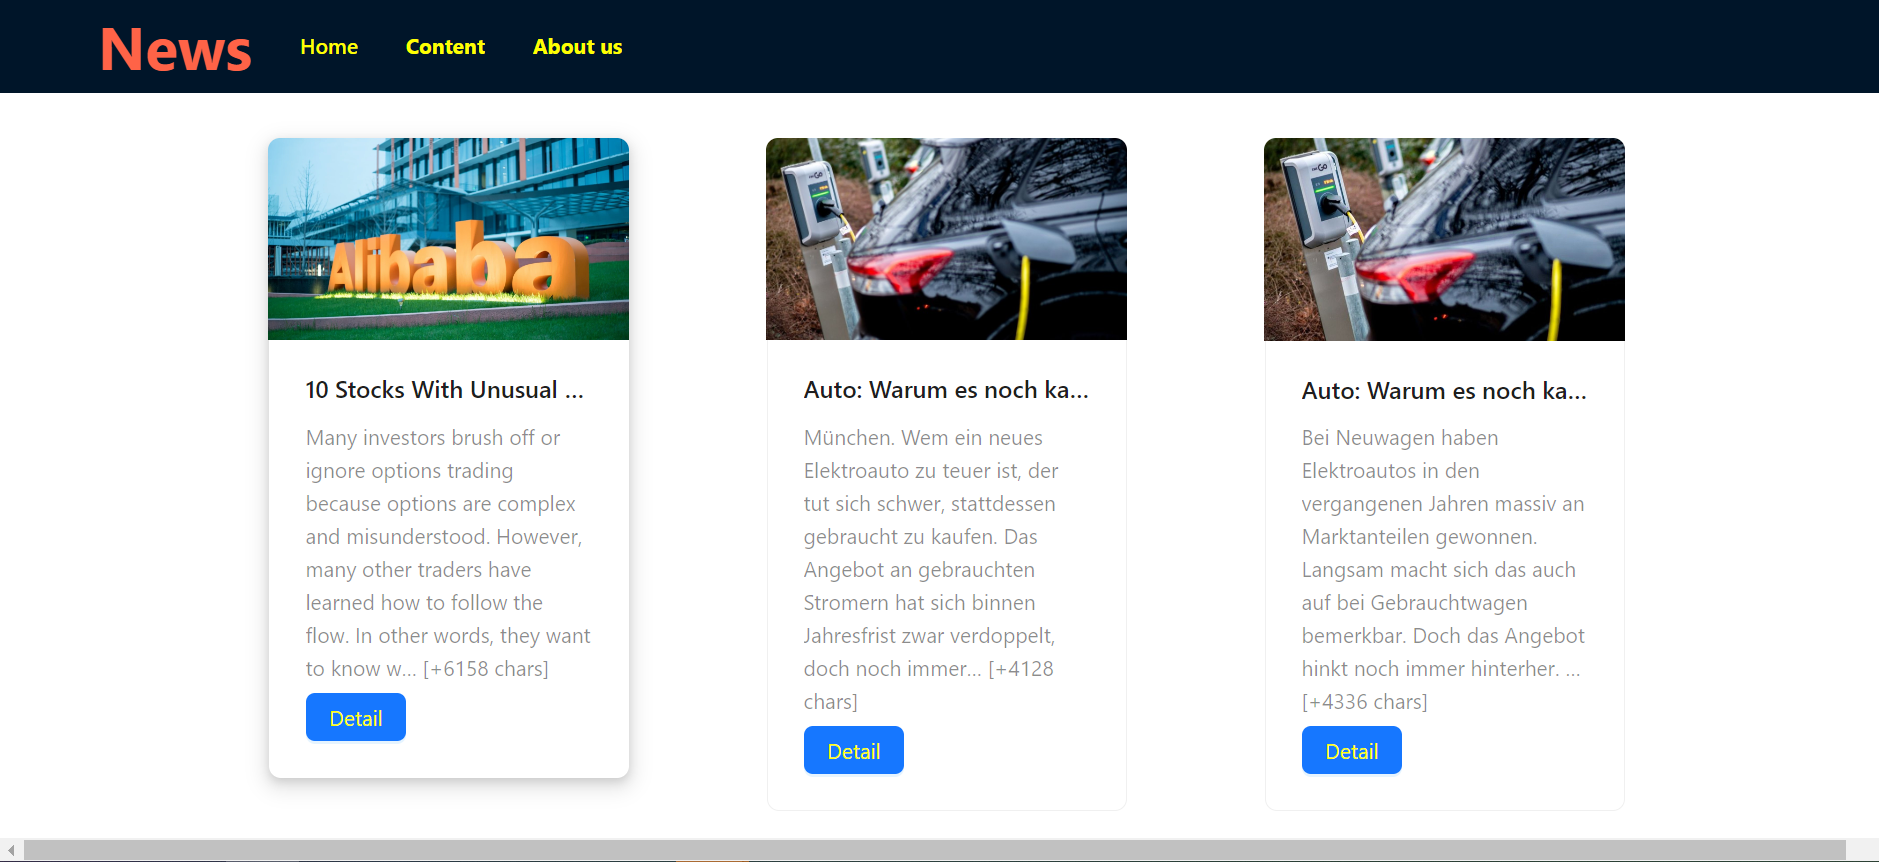 News Home Content About us
Alibaba
10 Stocks With Unusual ...
Many investors brush off or
ignore options trading
because options are complex
and misunderstood. However,
many other traders have
learned how to follow the
flow. In other words, they want
to know w... [+6158 chars]
Detail
Auto: Warum es noch ka...
München. Wem ein neues
Elektroauto zu teuer ist, der
tut sich schwer, stattdessen
gebraucht zu kaufen. Das
Angebot an gebrauchten
Stromern hat sich binnen
Jahresfrist zwar verdoppelt,
doch noch immer... [+4128
chars]
Detail
Auto: Warum es noch ka...
Bei Neuwagen haben
Elektroautos in den
vergangenen Jahren massiv an
Marktanteilen gewonnen.
Langsam macht sich das auch
auf bei Gebrauchtwagen
bemerkbar. Doch das Angebot
hinkt noch immer hinterher. ...
[+4336 chars]
Detail